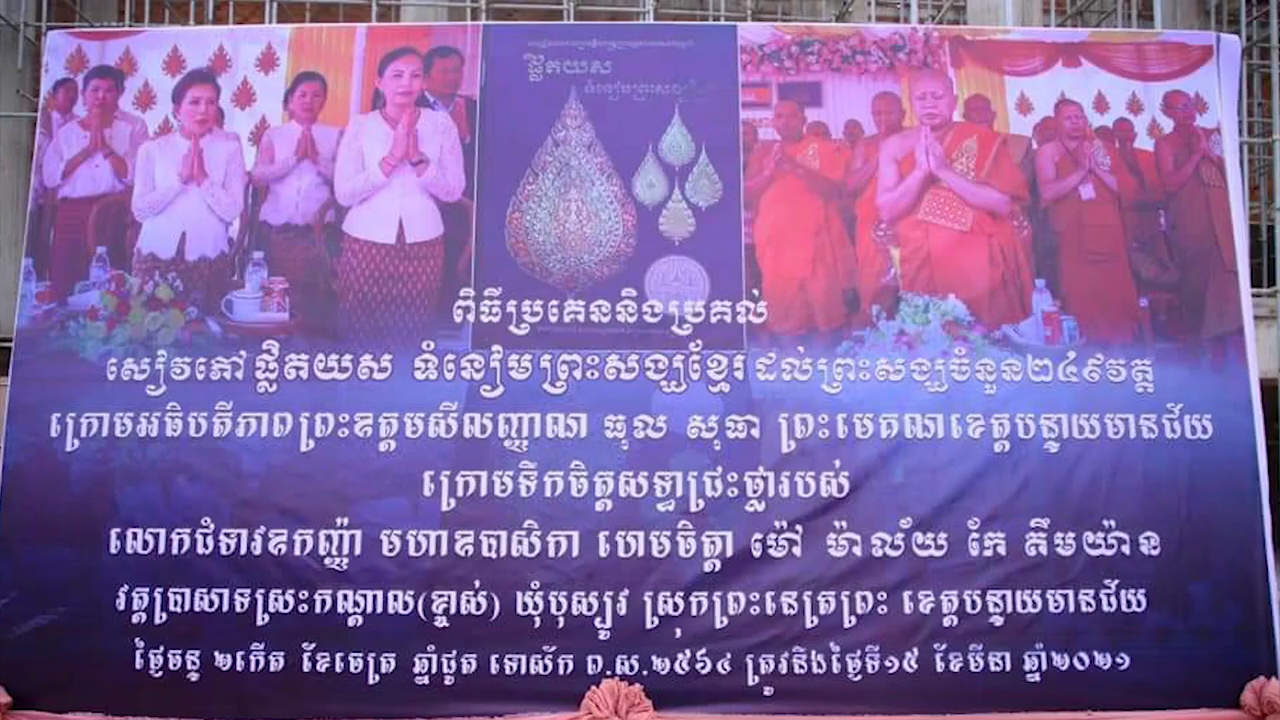 ផ្លិតយស
ពិធីប្រគេននិងប្រគល់
សៀវភៅ ផ្លិតយស ទំនៀមព្រះសង្ឃខ្មែរ ដល់ព្រះសង្ឃចំនួន២៤៩វត្ត
ក្រោមអធិបតីភាពព្រះឧត្តមសីលញ្ញាណ ធុល សុធា ព្រះមេគណខេត្តបន្ទាយមានជ័យ
ក្រោមទឹកចិត្តសទ្ធាជ្រះថ្លារបស់
លោកជំទាវឧកញ៉ា មហាឧបាសិកា ហេមចិត្តា ម៉ៅ ម៉ាល័យ កែ គឹមយ៉ាន
វត្តប្រាសាទស្រះកណ្តាល(ខ្ចាស់) ឃុំបុស្បូវ ស្រុកព្រះនេត្រព្រះ ខេត្តបន្ទាយមានជ័យ
ថ្ងៃចន្ទ ២កើត ខែចេត្រ ឆ្នាំជូត ទោស័ក ព.ស.២៥៦៤ ត្រូវនឹងថ្ងៃទី១៥ ខែមីនា ឆ្នាំ២០២១